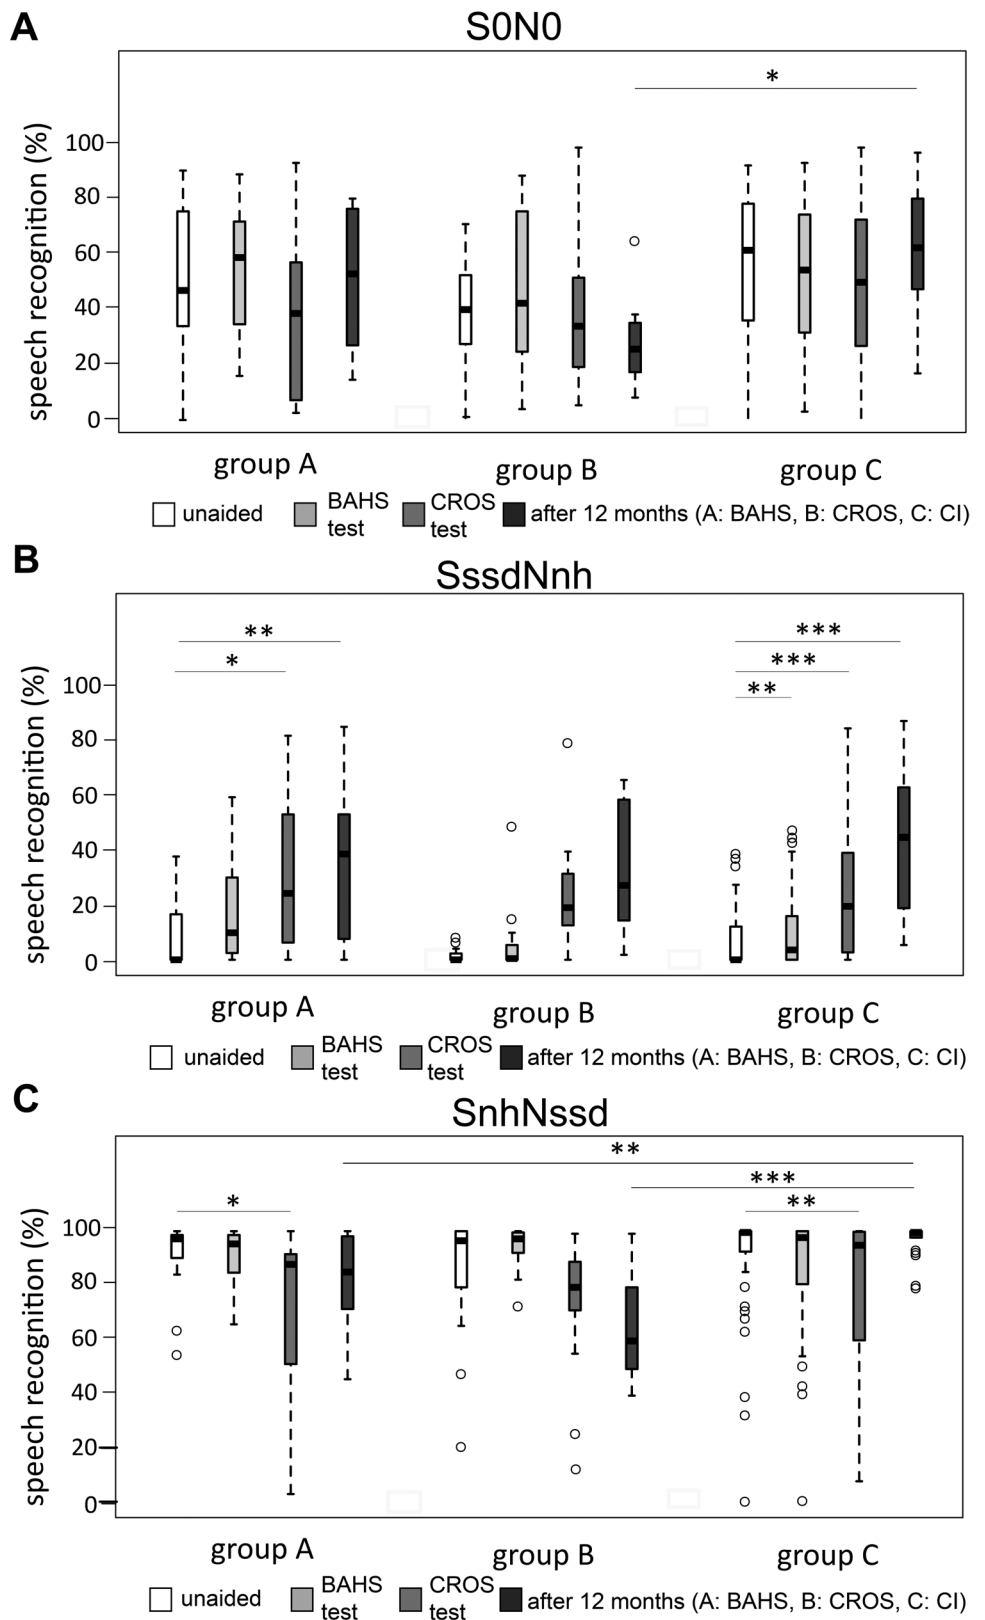 A
S0N0
*
speech recognition (%)
100
80
60
40
20
0
group A
group B
group C
unaided
BAHS test
CROS test
after 12 months (A: BAHS, B: CROS, C: CI)
B
SssdNnh
**
*
***
***
**
speech recognition (%)
100
80
60
40
20
0
group A
group B
group C
unaided
BAHS test
CROS test
after 12 months (A: BAHS, B: CROS, C: CI)
C
SnhNssd
**
***
*
**
speech recognition (%)
100
80
60
40
20
0
group A
group B
group C
unaided
BAHS test
CROS test
after 12 months (A: BAHS, B: CROS, C: CI)